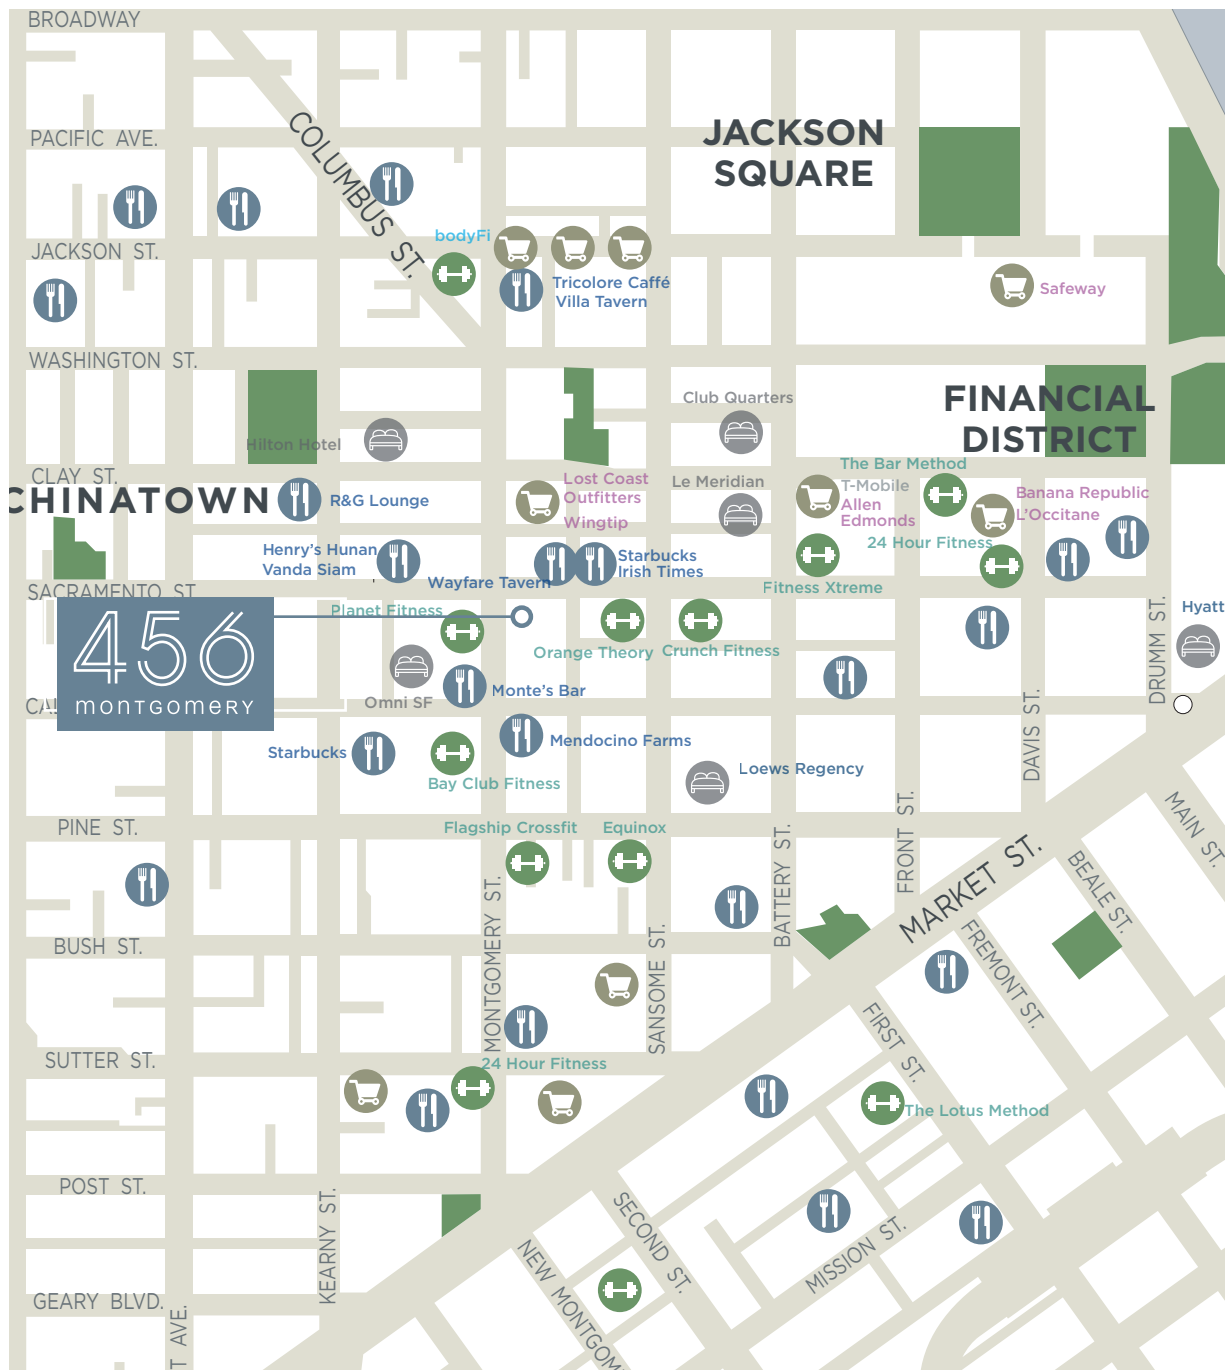 BROADWAY
PACIFIC AVE.
COLUMBUS ST.
JACKSON
SQUARE
bodyFi
JACKSON ST.
Tricolore Caffé
Villa Tavern
Safeway
WASHINGTON ST.
Club Quarters
FINANCIAL
DISTRICT
Hilton Hotel
CLAY ST.
CHINATOWN
R&G Lounge
Lost Coast
Outfitters
Wingtip
Le Meridian
The Bar Method
T-Mobile
Allen
Edmonds
Banana Republic
L'Occitane
24 Hour Fitness
Henry's Hunan
Vanda Siam
Wayfare Tavern
Starbucks
Irish Times
Fitness Xtreme
SACRAMENTO ST.
Planet Fitness
456
montgomery
Orange Theory
Crunch Fitness
Hyatt
DRUMM ST.
Omni SF
Monte's Bar
Starbucks
Mendocino Farms
Bay Club Fitness
Loews Regency
DAVIS ST.
MAIN ST.
PINE ST.
Flagship Crossfit
Equinox
BATTERY ST.
FRONT ST.
MARKET ST.
BEALE ST.
BUSH ST.
MONTGOMERY ST.
SANSOME ST.
FREMONT ST.
FIRST ST.
SUTTER ST.
24 Hour Fitness
The Lotus Method
POST ST.
KEARNY ST.
SECOND ST.
MISSION ST.
NEW MONTGOM
GEARY BLVD.
T AVE.